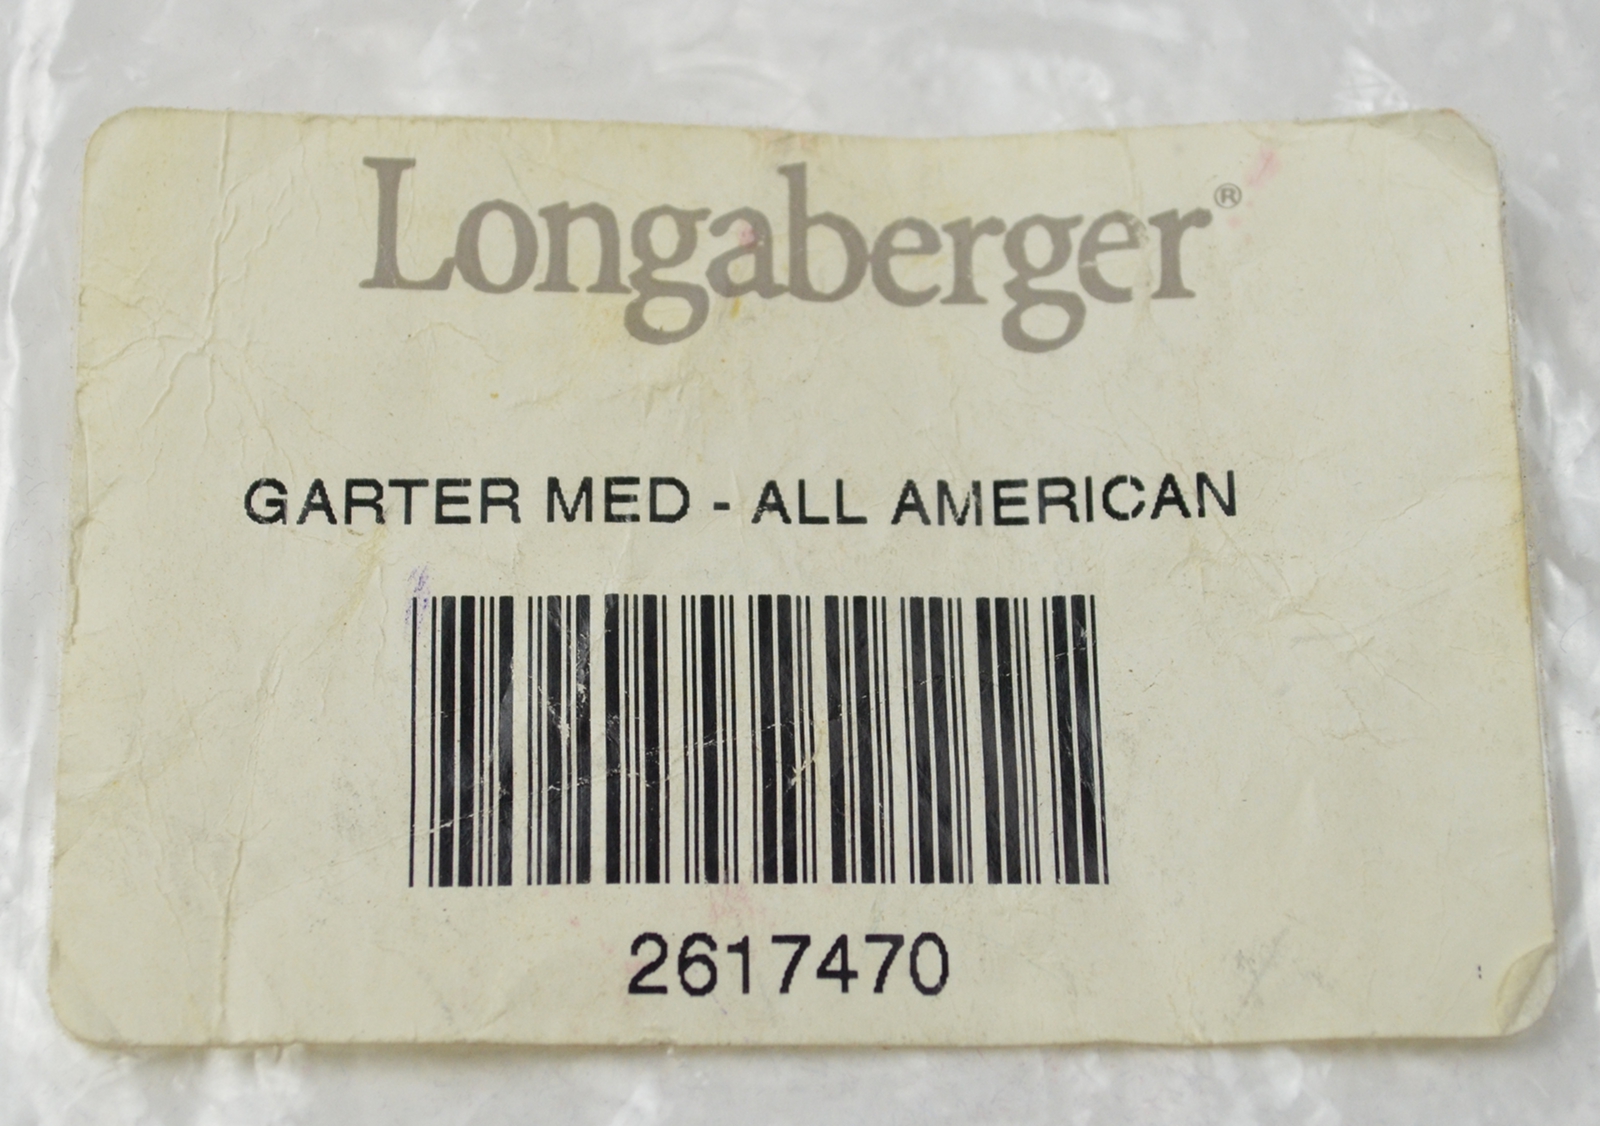 Longaberger®
GARTER MED - ALL AMERICAN
2617470